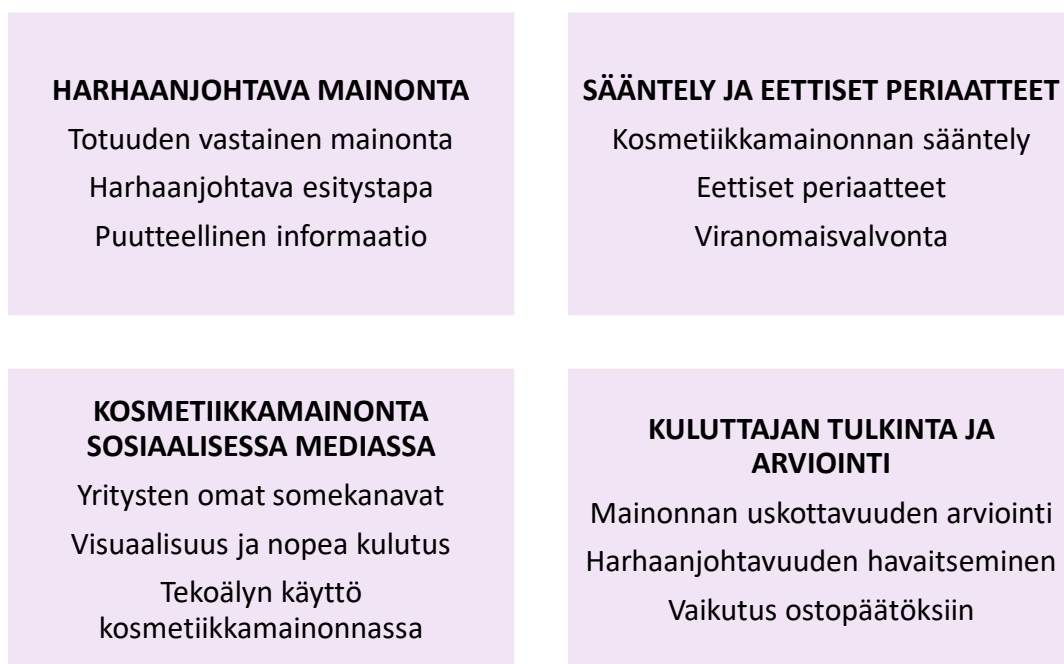 HARHAANJOHTAVA MAINONTA
Totuuden vastainen mainonta
Harhaanjohtava esitystapa
Puutteellinen informaatio
SÄÄNTELY JA EETTISET PERIAATTEET
Kosmetiikkamainonnan sääntely
Eettiset periaatteet
Viranomaisvalvonta
KOSMETIIKKAMAINONTA
SOSIAALISESSA MEDIASSA
Yritysten omat somekanavat
Visuaalisuus ja nopea kulutus
Tekoälyn käyttö
kosmetiikkamainonnassa
KULUTTAJAN TULKINTA JA
ARVIOINTI
Mainonnan uskottavuuden arviointi
Harhaanjohtavuuden havaitseminen
Vaikutus ostopäätöksiin